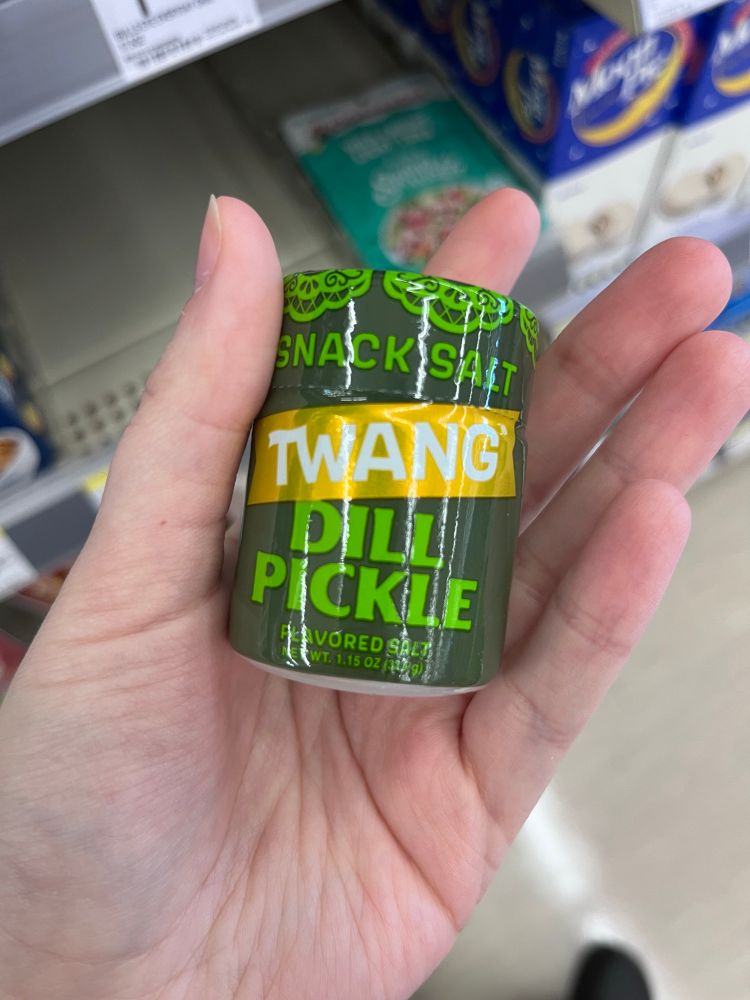 SNACK SALT
TWANG
DILL
PICKLE
FLAVORED SALT
NET WT. 1.15 OZ